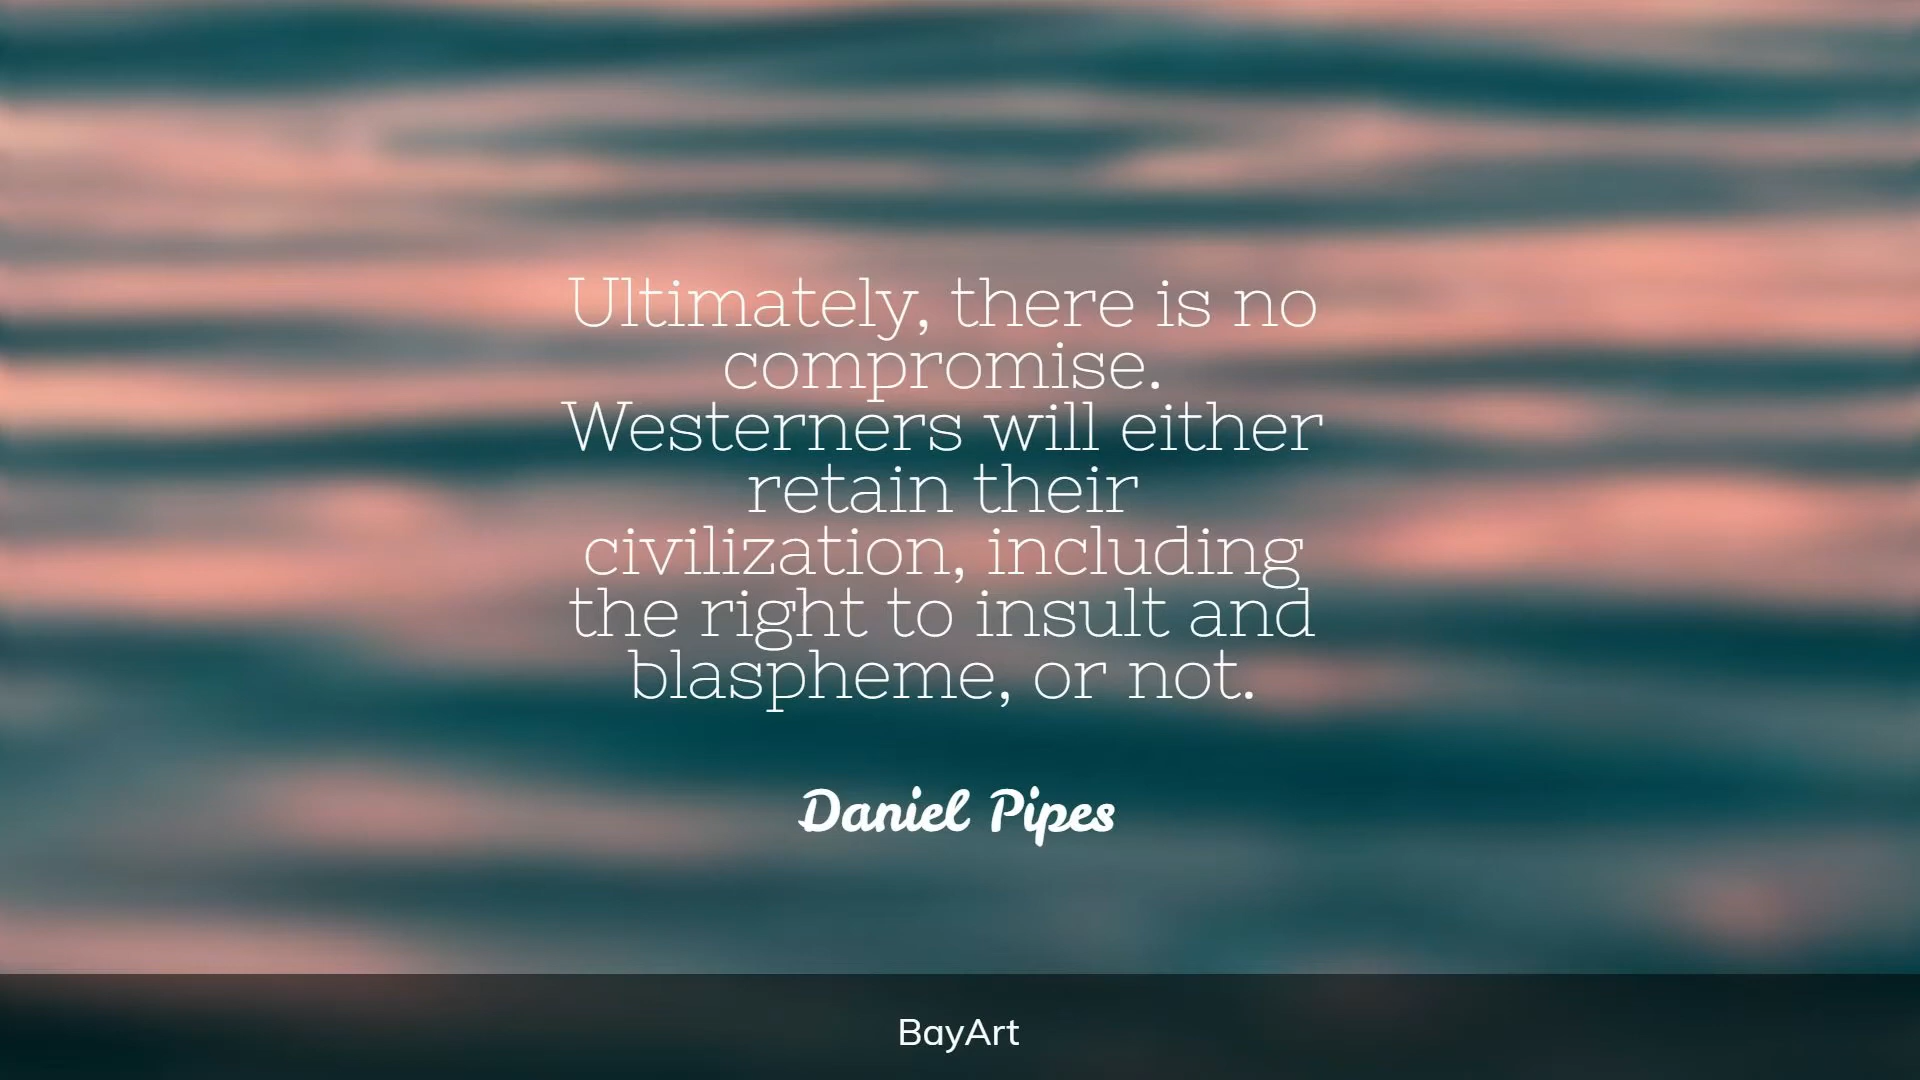 Ultimately, there is no
compromise.
Westerners will either
retain their
civilization, including
the right to insult and
blaspheme, or not.
Daniel Pipes
BayArt